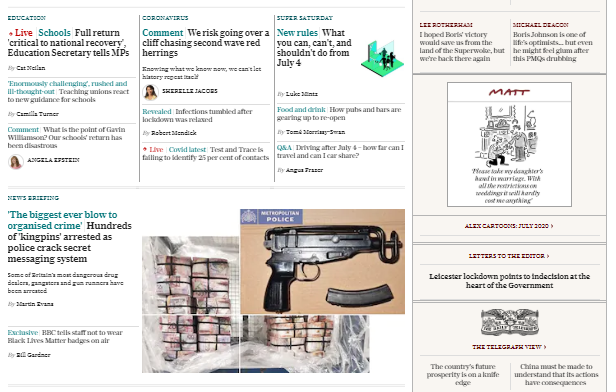 EDUCATION
Live | Schools Full return
'critical to national recovery',
Education Secretary tells MPs
By Cat Neilan
'Enormously challenging', rushed and
ill-thought-out | Teaching unions react
to new guidance for schools
By Camilla Turner
Comment | What is the point of Gavin
Williamson? Our schools' return has
been disastrous
ANGELA EPSTEIN
CORONAVIRUS
Comment | We risk going over a
cliff chasing second wave red
herrings
Knowing what we know now, we can't let
history repeat itself
SHERELLE JACOBS
Revealed | Infections tumbled after
lockdown was relaxed
By Robert Mendick
Live | Covid latest | Test and Trace is
failing to identify 25 per cent of contacts
SUPER SATURDAY
New rules | What
you can, can't, and
shouldn't do from
July 4
By Luke Mintz
Food and drink | How pubs and bars are
gearing up to re-open
By Tomé Morrissy-Swan
Q&A | Driving after July 4 – how far can I
travel and can I car share?
By Angus Fraser
NEWS BRIEFING
'The biggest ever blow to
organised crime' | Hundreds
of 'kingpins' arrested as
police crack secret
messaging system
Some of Britain's most dangerous drug
dealers, gangsters and gun runners have
been arrested
By Martin Evans
Exclusive | BBC tells staff not to wear
Black Lives Matter badges on air
By Bill Gardner
METROPOLITAN
POLICE
LEE ROTHERHAM
I hoped Boris' victory
would save us from the
land of the Superwoke, but
we're back there again
MICHAEL DEACON
Boris Johnson is one of
life's optimists... but even
he might feel glum after
this PMQs drubbing
MATT
'Please take my daughter's
hand in marriage. With
all the restrictions on
weddings it will hardly
cost me anything'
ALEX CARTOONS: JULY 2020 >
LETTERS TO THE EDITOR >
Leicester lockdown points to indecision at the
heart of the Government
THE TELEGRAPH VIEW >
The country's future
prosperity is on a knife
edge
China must be made to
understand that its actions
have consequences